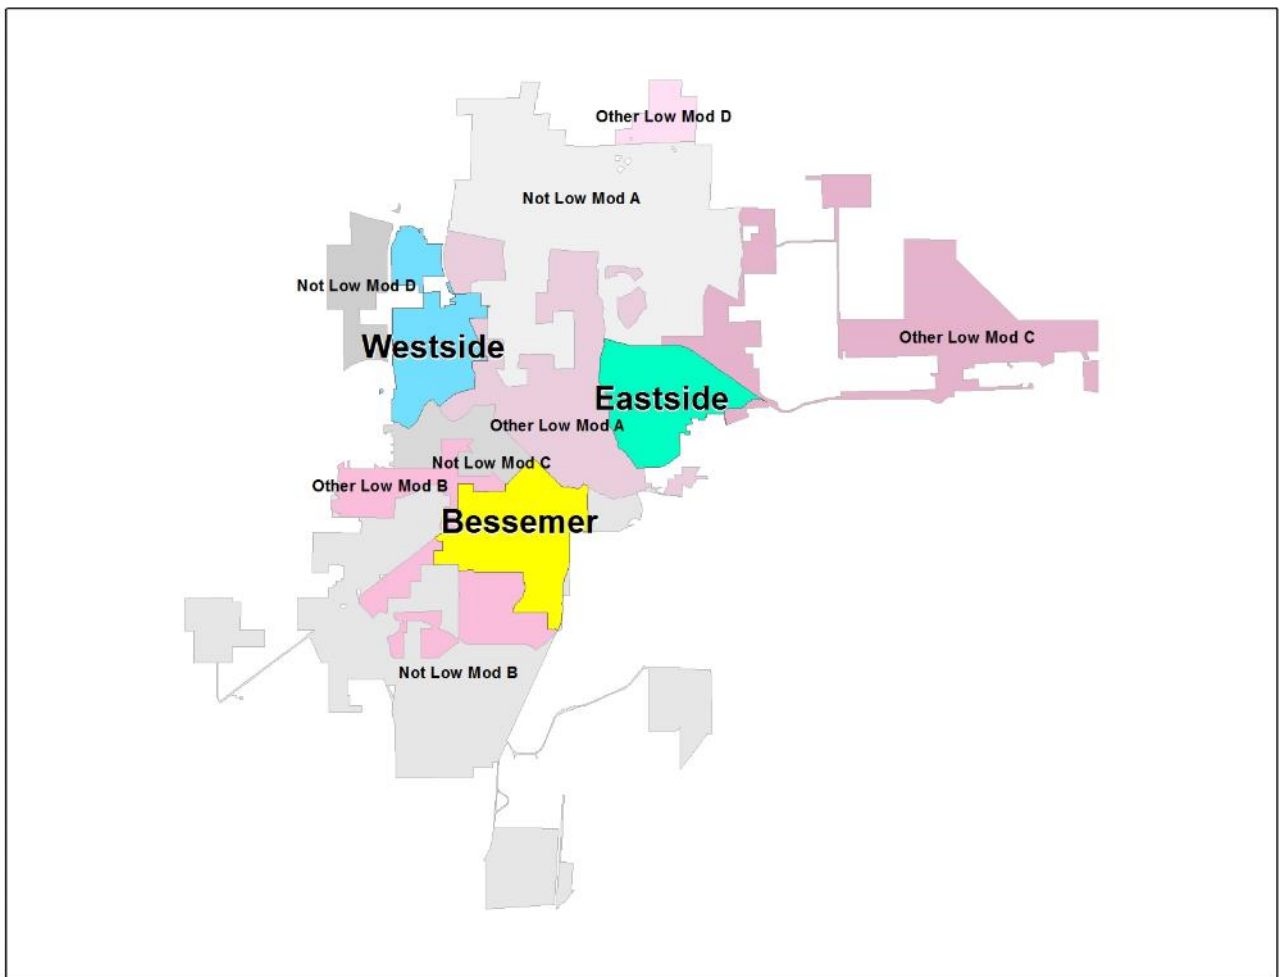 Other Low Mod D
Not Low Mod A
Not Low Mod D
Other Low Mod C
Westside
Eastside
Other Low Mod A
Not Low Mod C
Other Low Mod B
Bessemer
Not Low Mod B